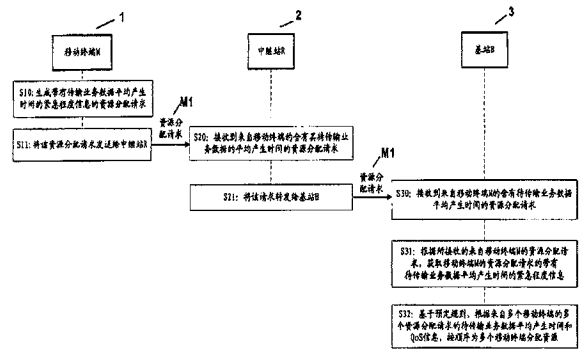 1
2
3
移动终端M
中继站R
基站B
S10:生成带有传输业务数据平均产生
时间的紧急程度信息的资源分配请求
S11:将该资源分配请求发送给中继站R
M1
资源分
配请求
S20:接收到来自移动终端的含有其待传输业
务数据的平均产生时间的资源分配请求
S21:将该请求转发给基站B
M1
资源分
配请求
S30:接收到来自移动终端M的含有待传输业务数据
平均产生时间的资源分配请求
S31:根据所接收的来自移动终端M的资源分配请
求,获取移动终端M的资源分配请求的带有
待传输业务数据平均产生时间的紧急程度信息
S32:基于预定规则,根据来自多个移动终端的多
个资源分配请求的待传输业务数据平均产生时间和
QoS信息,按顺序为多个移动终端分配资源